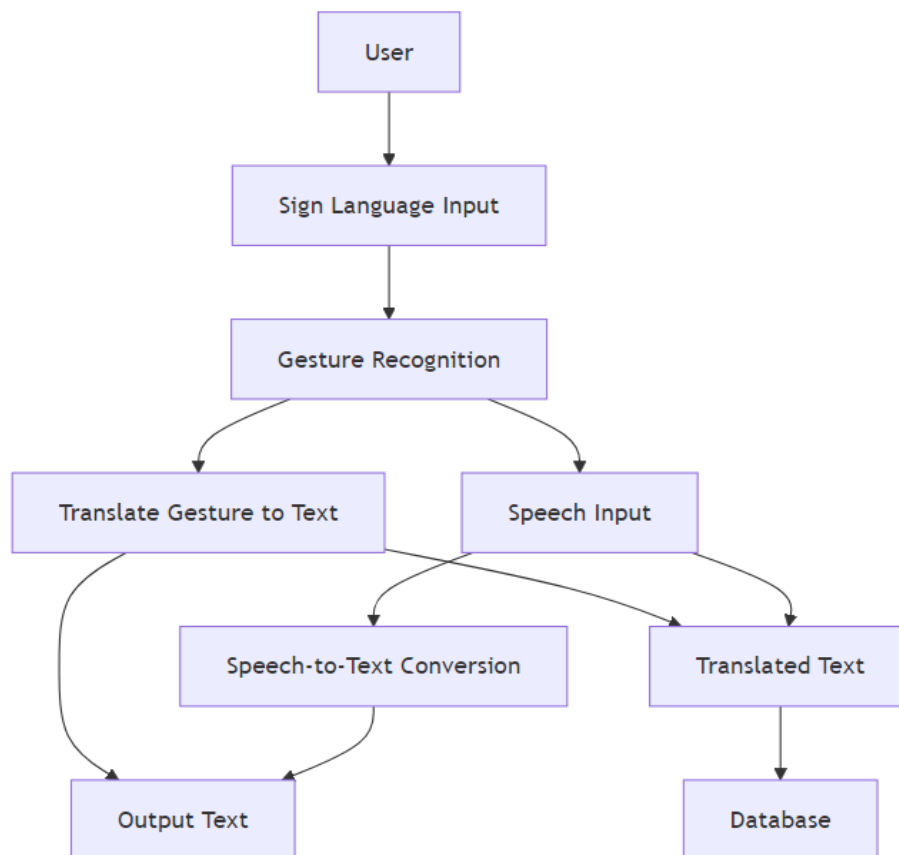 User
Sign Language Input
Gesture Recognition
Translate Gesture to Text
Speech Input
Speech-to-Text Conversion
Translated Text
Output Text
Database